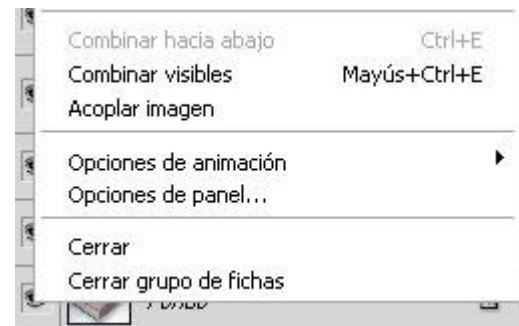 Combinar hacia abajo Ctrl+E
Combinar visibles Mayús+Ctrl+E
Acoplar imagen
Opciones de animación
Opciones de panel...
Cerrar
Cerrar grupo de fichas